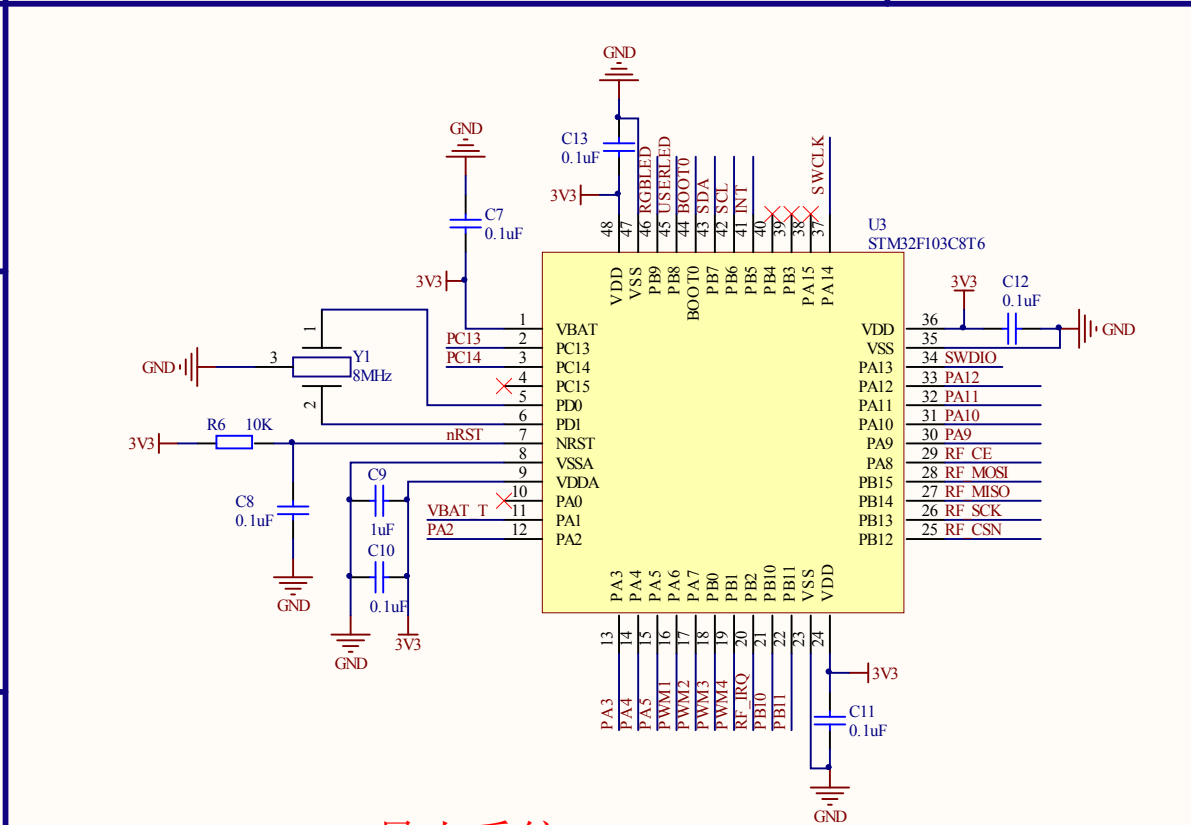 GND
C13
0.1uF
3V3
GND
C7
0.1uF
3V3
RGBLED
USERLED
BOOT0
SDA
SCL
INT
SWCLK
48
47
46
45
44
43
42
41
40
39
38
37
U3
STM32F103C8T6
VDD
VSS
PB9
PB8
BOOT0
PB7
PB6
PB5
PB4
PB3
PA15
PA14
1 VBAT
PC13 2 PC13
PC14 3 PC14
4 PC15
5 PD0
6 PD1
nRST 7 NRST
8 VSSA
9 VDDA
10 PA0
VBAT_T 11 PA1
PA2 12 PA2
1
GND 3 Y1
8MHz
2
3V3 R6 10K
C8
0.1uF
GND
C9
1uF
C10
0.1uF
GND
3V3
VDD 36
VSS 35
PA13 34 SWDIO
PA12 33 PA12
PA11 32 PA11
PA10 31 PA10
PA9 30 PA9
PA8 29 RF_CE
PB15 28 RF_MOSI
PB14 27 RF_MISO
PB13 26 RF_SCK
PB12 25 RF_CSN
3V3
C12
0.1uF
GND
PA3
PA4
PA5
PA6
PA7
PB0
PB1
PB2
PB10
PB11
VSS
VDD
13
14
15
16
17
18
19
20
21
22
23
24
PA3
PA4
PA5
PWM1
PWM2
PWM3
PWM4
RF_IRQ
PB10
PB11
3V3
C11
0.1uF
GND